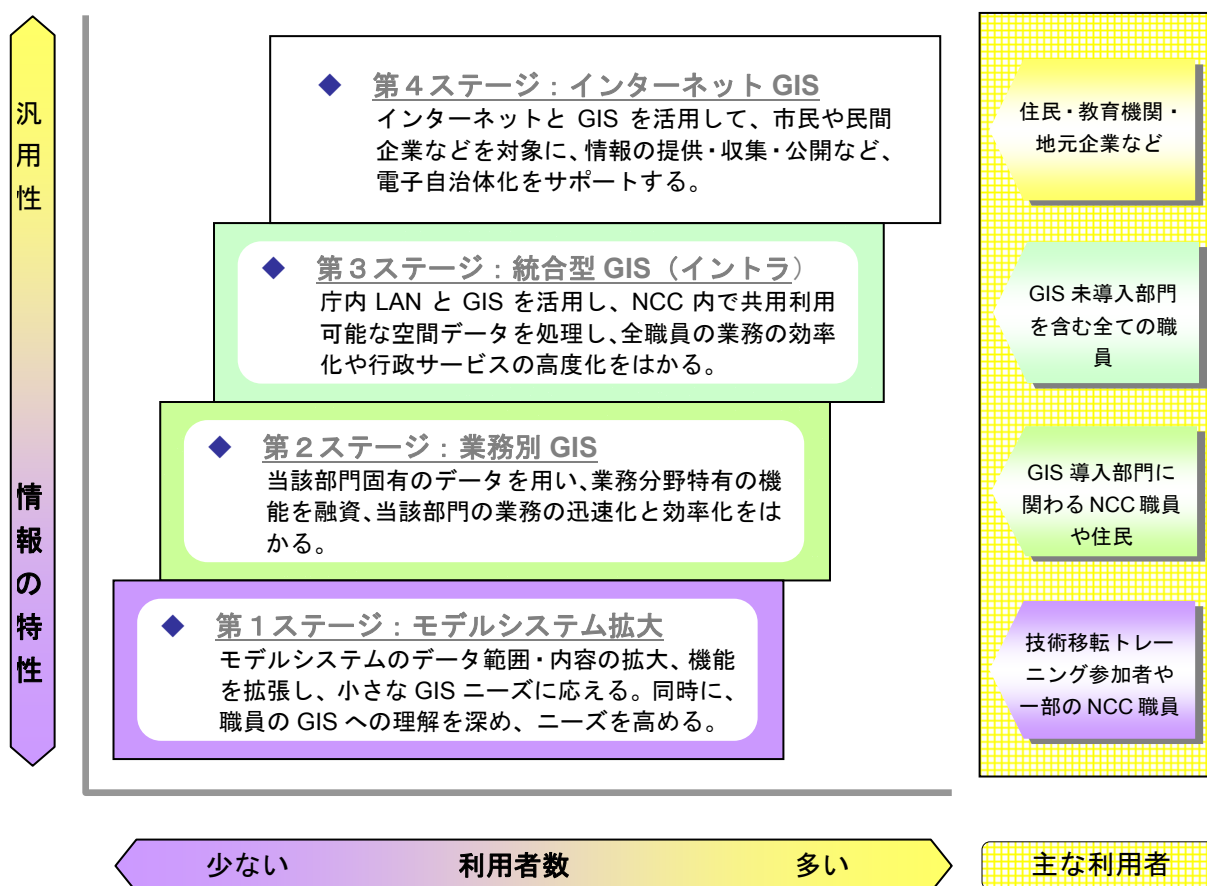 汎用性
情報の特性
◆ 第４ステージ：インターネット GIS
インターネットと GIS を活用して、市民や民間
企業などを対象に、情報の提供・収集・公開など、
電子自治体化をサポートする。
住民・教育機関・
地元企業など
◆ 第３ステージ：統合型 GIS（イントラ）
庁内 LAN と GIS を活用し、NCC 内で共用利用
可能な空間データを処理し、全職員の業務の効率
化や行政サービスの高度化をはかる。
GIS 未導入部門
を含む全ての職
員
◆ 第２ステージ：業務別 GIS
当該部門固有のデータを用い、業務分野特有の機
能を融資、当該部門の業務の迅速化と効率化をは
かる。
GIS 導入部門に
関わる NCC 職員
や住民
◆ 第１ステージ：モデルシステム拡大
モデルシステムのデータ範囲・内容の拡大、機能
を拡張し、小さな GIS ニーズに応える。同時に、
職員の GIS への理解を深め、ニーズを高める。
技術移転トレー
ニング参加者や
一部の NCC 職員
少ない 利用者数 多い
主な利用者